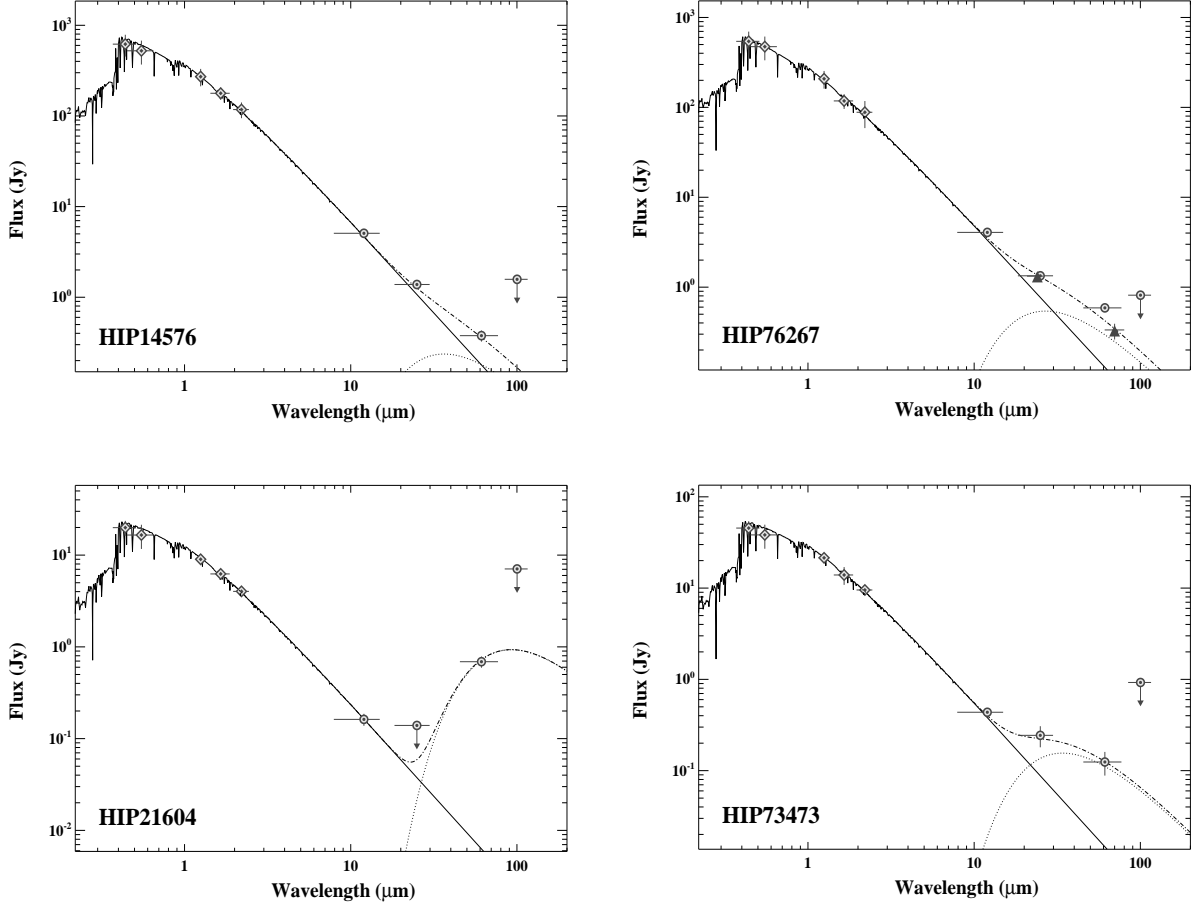 10³
10²
10¹
10⁰
Flux (Jy)
HIP14576
1 10 100
Wavelength (μm)
10³
10²
10¹
10⁰
Flux (Jy)
HIP76267
1 10 100
Wavelength (μm)
10¹
10⁰
10⁻¹
10⁻²
Flux (Jy)
HIP21604
1 10 100
Wavelength (μm)
10²
10¹
10⁰
10⁻¹
Flux (Jy)
HIP73473
1 10 100
Wavelength (μm)